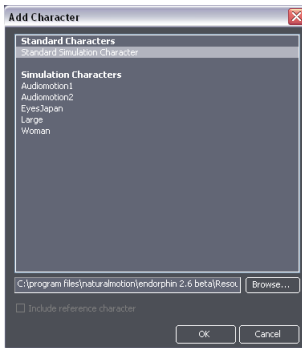 Add Character
Standard Characters
Standard Simulation Character
Simulation Characters
Audiomotion1
Audiomotion2
EyesJapan
Large
Woman
C:\program files\naturalmotion\endorphin 2.6 beta\Resou
Browse...
Include reference character
OK
Cancel